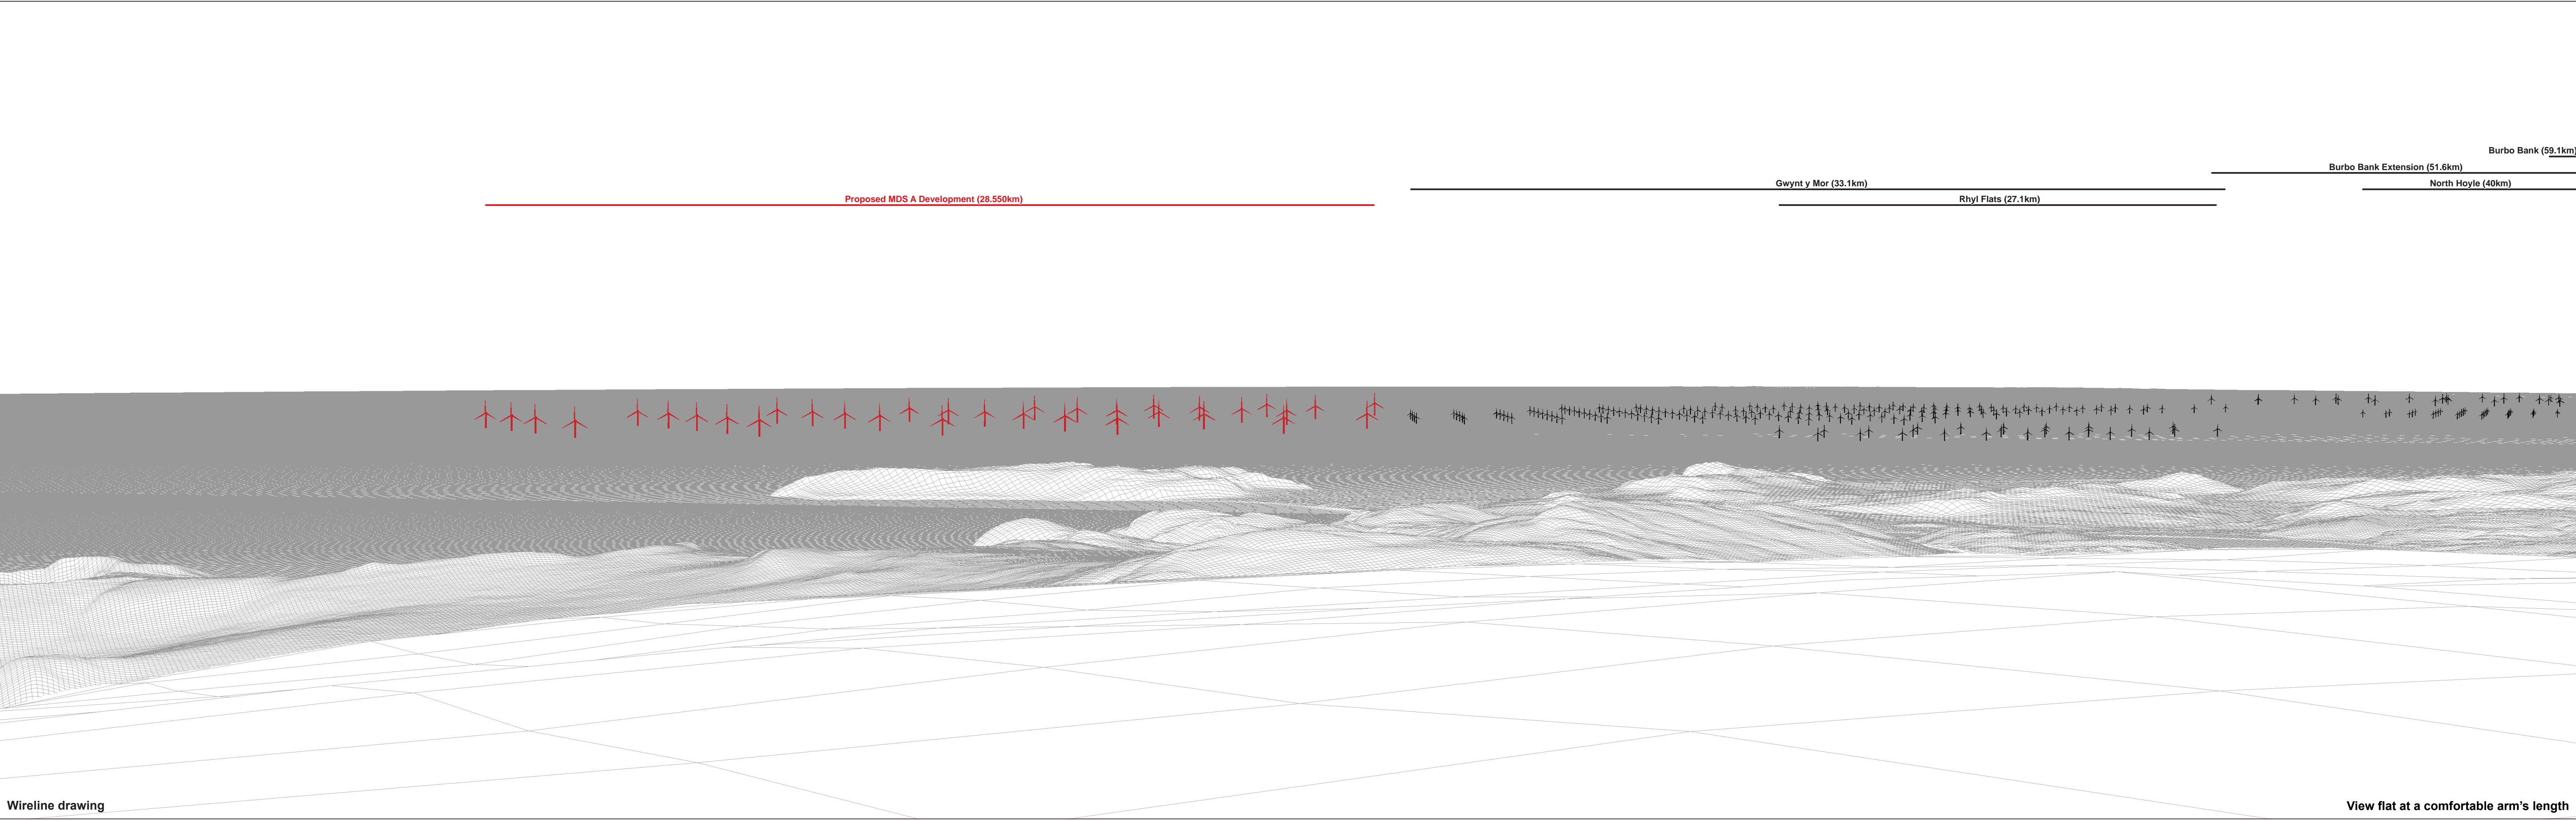 Burbo Bank (59.1km)
Burbo Bank Extension (51.6km)
Gwynt y Mor (33.1km)
North Hoyle (40km)
Proposed MDS A Development (28.550km)
Rhyl Flats (27.1km)
Wireline drawing
View flat at a comfortable arm's length